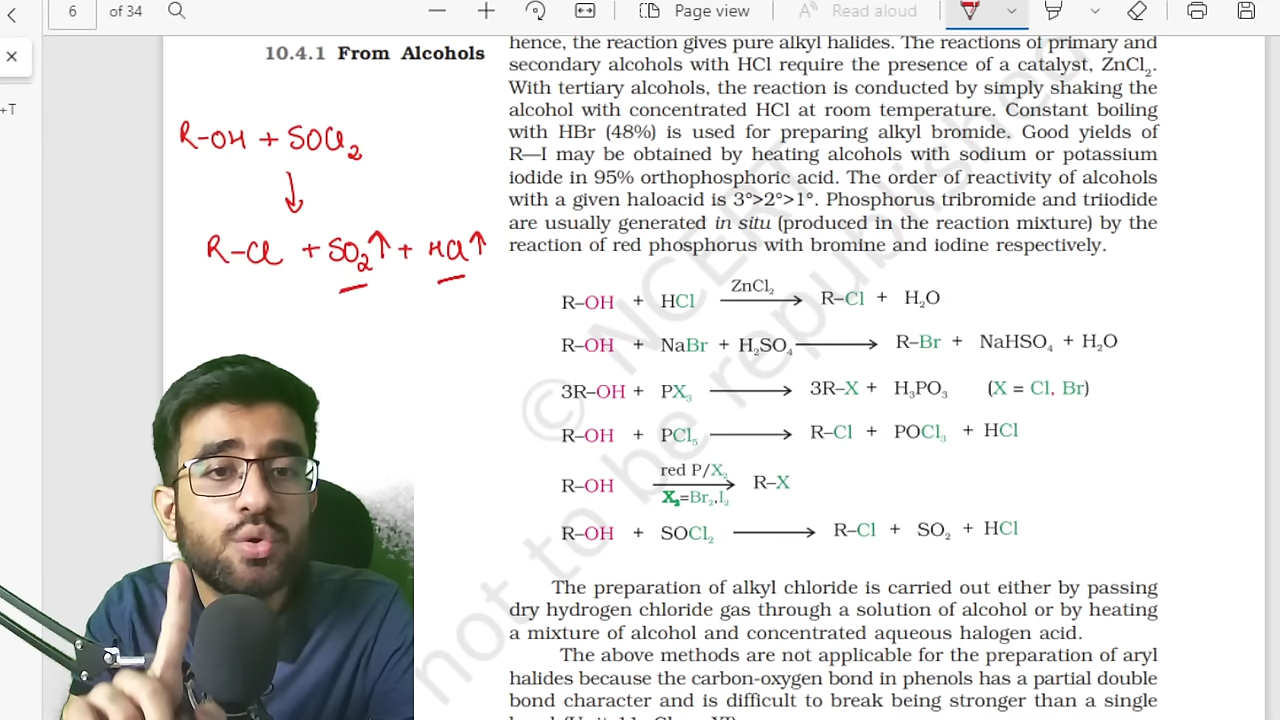 6 of 34
Page view
Read aloud
+T
10.4.1 From Alcohols
R-OH + SOCl₂
↓
R-Cl + SO₂↑ + HCl↑
hence, the reaction gives pure alkyl halides. The reactions of primary and
secondary alcohols with HCl require the presence of a catalyst, ZnCl₂.
With tertiary alcohols, the reaction is conducted by simply shaking the
alcohol with concentrated HCl at room temperature. Constant boiling
with HBr (48%) is used for preparing alkyl bromide. Good yields of
R—I may be obtained by heating alcohols with sodium or potassium
iodide in 95% orthophosphoric acid. The order of reactivity of alcohols
with a given haloacid is 3°>2°>1°. Phosphorus tribromide and triiodide
are usually generated in situ (produced in the reaction mixture) by the
reaction of red phosphorus with bromine and iodine respectively.
R–OH + HCl —ZnCl₂→ R–Cl + H₂O
R–OH + NaBr + H₂SO₄ ⟶ R–Br + NaHSO₄ + H₂O
3R–OH + PX₃ ⟶ 3R–X + H₃PO₃ (X = Cl, Br)
R–OH + PCl₅ ⟶ R–Cl + POCl₃ + HCl
red P/X₂
R–OH ⟶ R–X
X₂=Br₂,I₂
R–OH + SOCl₂ ⟶ R–Cl + SO₂ + HCl
The preparation of alkyl chloride is carried out either by passing
dry hydrogen chloride gas through a solution of alcohol or by heating
a mixture of alcohol and concentrated aqueous halogen acid.
The above methods are not applicable for the preparation of aryl
halides because the carbon-oxygen bond in phenols has a partial double
bond character and is difficult to break being stronger than a single
© NCERT
not to be republished